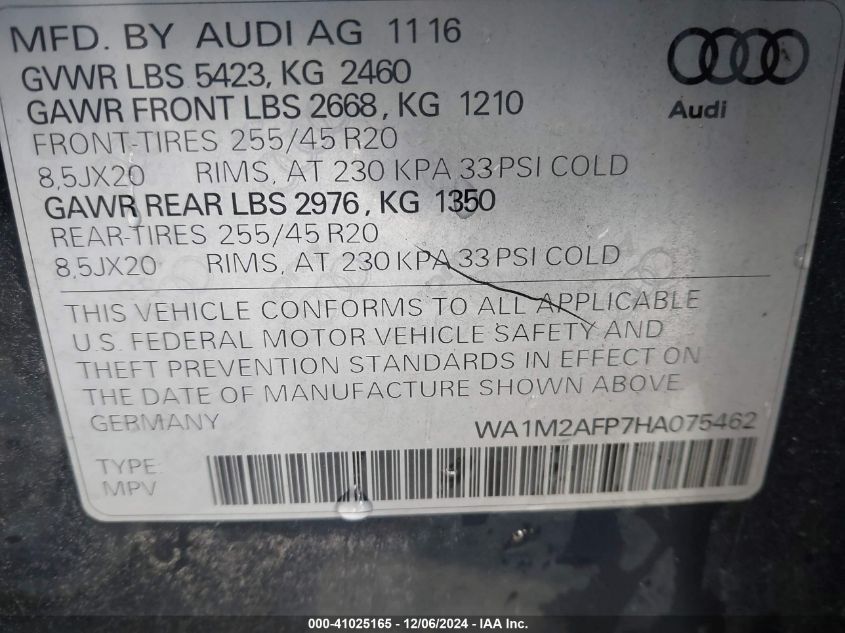 MFD. BY AUDI AG 11 16
GVWR LBS 5423, KG 2460
GAWR FRONT LBS 2668, KG 1210
Audi
FRONT-TIRES 255/45 R20
8,5JX20 RIMS, AT 230 KPA 33 PSI COLD
GAWR REAR LBS 2976, KG 1350
REAR-TIRES 255/45 R20
8,5JX20 RIMS, AT 230 KPA 33 PSI COLD
THIS VEHICLE CONFORMS TO ALL APPLICABLE
U.S. FEDERAL MOTOR VEHICLE SAFETY AND
THEFT PREVENTION STANDARDS IN EFFECT ON
THE DATE OF MANUFACTURE SHOWN ABOVE
GERMANY WA1M2AFP7HA075462
TYPE:
MPV
000-41025165 - 12/06/2024 - IAA Inc.